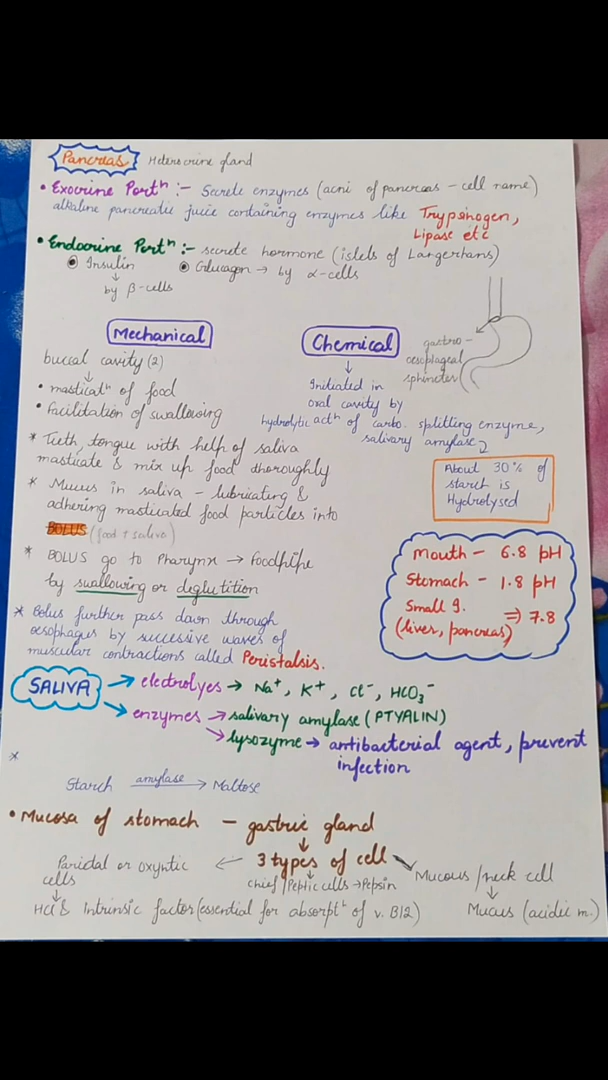 Pancreas Heterocrine gland
• Exocrine Portⁿ :- Secrete enzymes (acni of pancreas - cell name)
alkaline pancreatic juice containing enzymes like Trypsinogen,
Lipase etc
• Endocrine Portⁿ :- secrete hormone (islets of Langerhans)
Insulin Glucagon → by α-cells
↓
by β-cells
Mechanical
buccal cavity (2)
↓
• masticatⁿ of food
• facilitation of swallowing
* Teeth, tongue with help of saliva
masticate & mix up food thoroughly
* Mucus in saliva - lubricating &
adhering masticated food particles into
BOLUS (food + saliva)
* BOLUS go to Pharynx → Foodpipe
by swallowing or deglutition
* Bolus further pass down through
oesophagus by successive waves of
muscular contractions called Peristalsis.
Chemical
↓
Initiated in
oral cavity by
hydrolytic actⁿ of carbo. splitting enzyme,
salivary amylase
gastro-
oesophageal
sphincter
About 30% of
starch is
Hydrolysed
Mouth - 6.8 pH
Stomach - 1.8 pH
Small I.
(liver, pancreas) ⇒ 7.8
SALIVA → electrolyes → Na⁺, K⁺, Cl⁻, HCO₃⁻
→ enzymes → salivary amylase (PTYALIN)
→ lysozyme → antibacterial agent, prevent
infection
*
Starch amylase → Maltose
• Mucosa of stomach - gastric gland
↓
Paridal or oxyntic ← 3 types of cell → Mucous/neck cell
cells
chief/Peptic cells → Pepsin
HCl & Intrinsic factor (essential for absorptⁿ of v. B12)
Mucus (acidic m.)